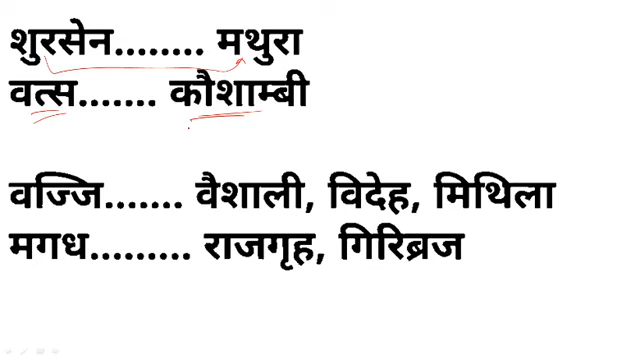 शुरसेन........ मथुरा
वत्स....... कौशाम्बी
वज्जि....... वैशाली, विदेह, मिथिला
मगध......... राजगृह, गिरिब्रज